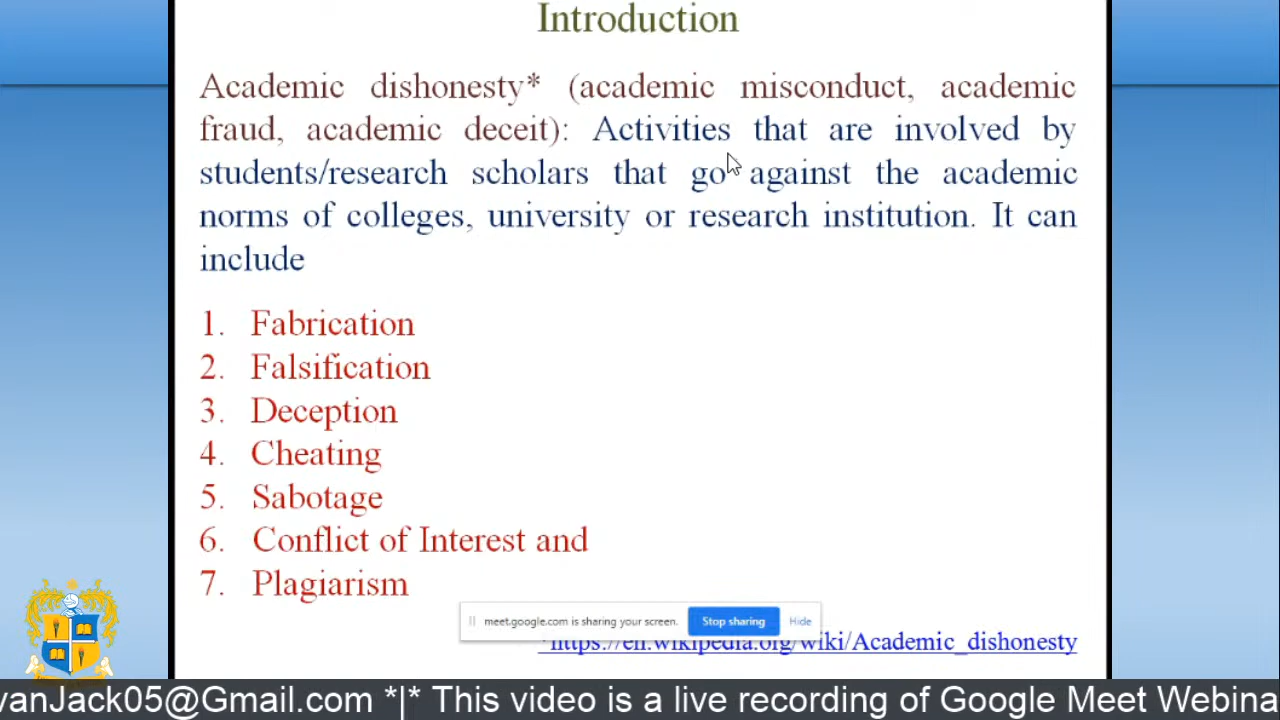 Introduction
Academic dishonesty* (academic misconduct, academic
fraud, academic deceit): Activities that are involved by
students/research scholars that go against the academic
norms of colleges, university or research institution. It can
include
1. Fabrication
2. Falsification
3. Deception
4. Cheating
5. Sabotage
6. Conflict of Interest and
7. Plagiarism
meet.google.com is sharing your screen. Stop sharing Hide
*https://en.wikipedia.org/wiki/Academic_dishonesty
vanJack05@Gmail.com *|* This video is a live recording of Google Meet Webina